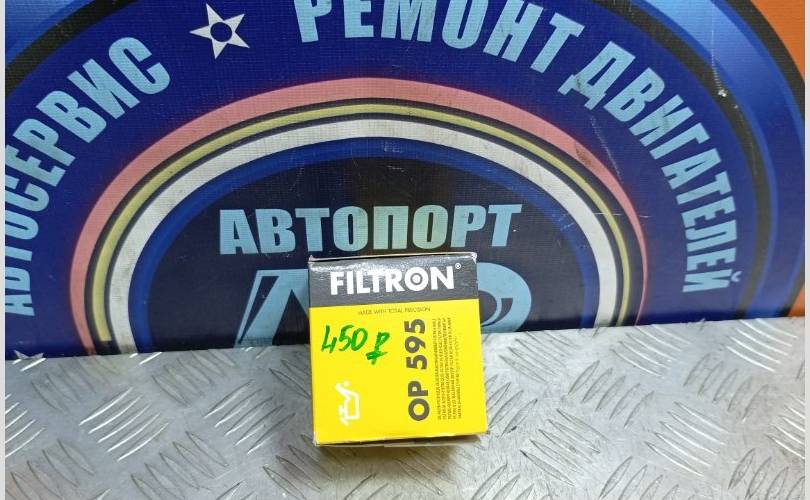 АВТОСЕРВИС
РЕМОНТ ДВИГАТЕЛЕЙ
АВТОПОРТ
FILTRON®
MADE WITH TOTAL PRECISION
450 ₽
OP 595